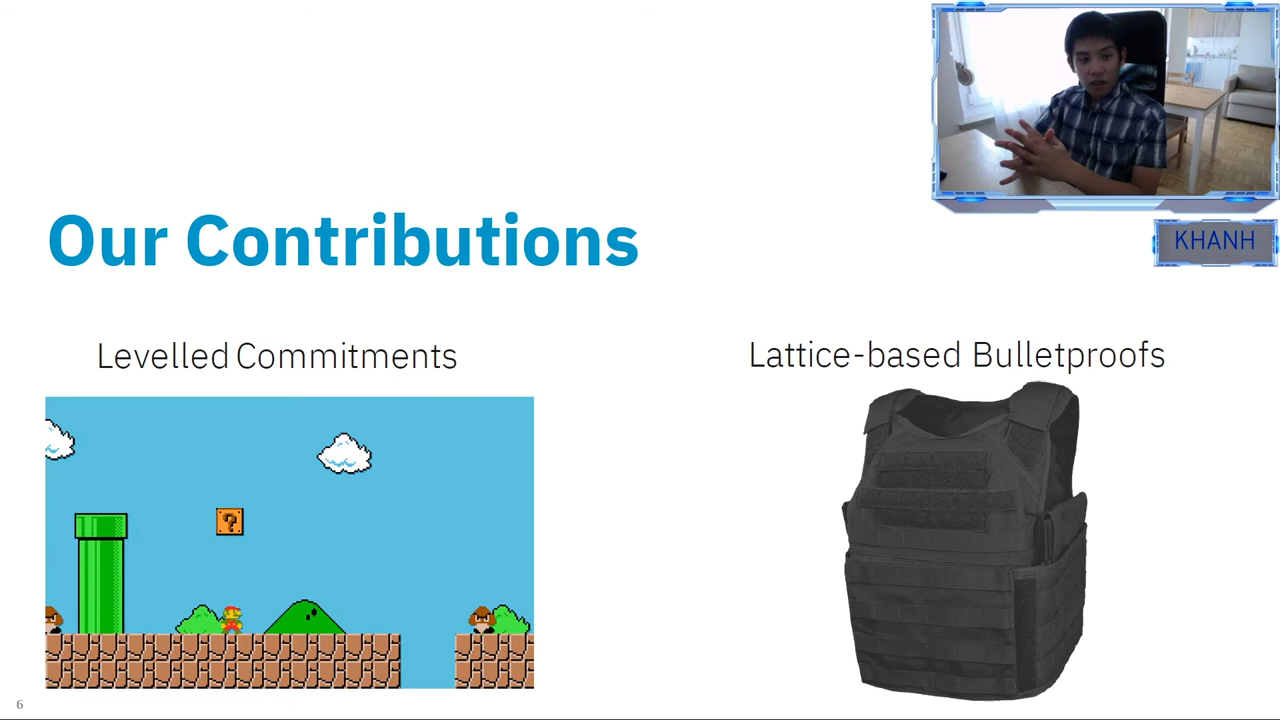 KHANH
Our Contributions
Levelled Commitments
Lattice-based Bulletproofs
?
6